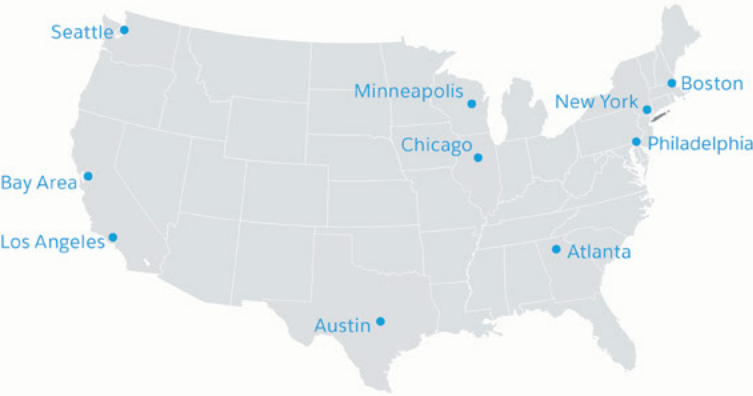 Seattle
Boston
Minneapolis
New York
Chicago
Philadelphia
Bay Area
Los Angeles
Atlanta
Austin